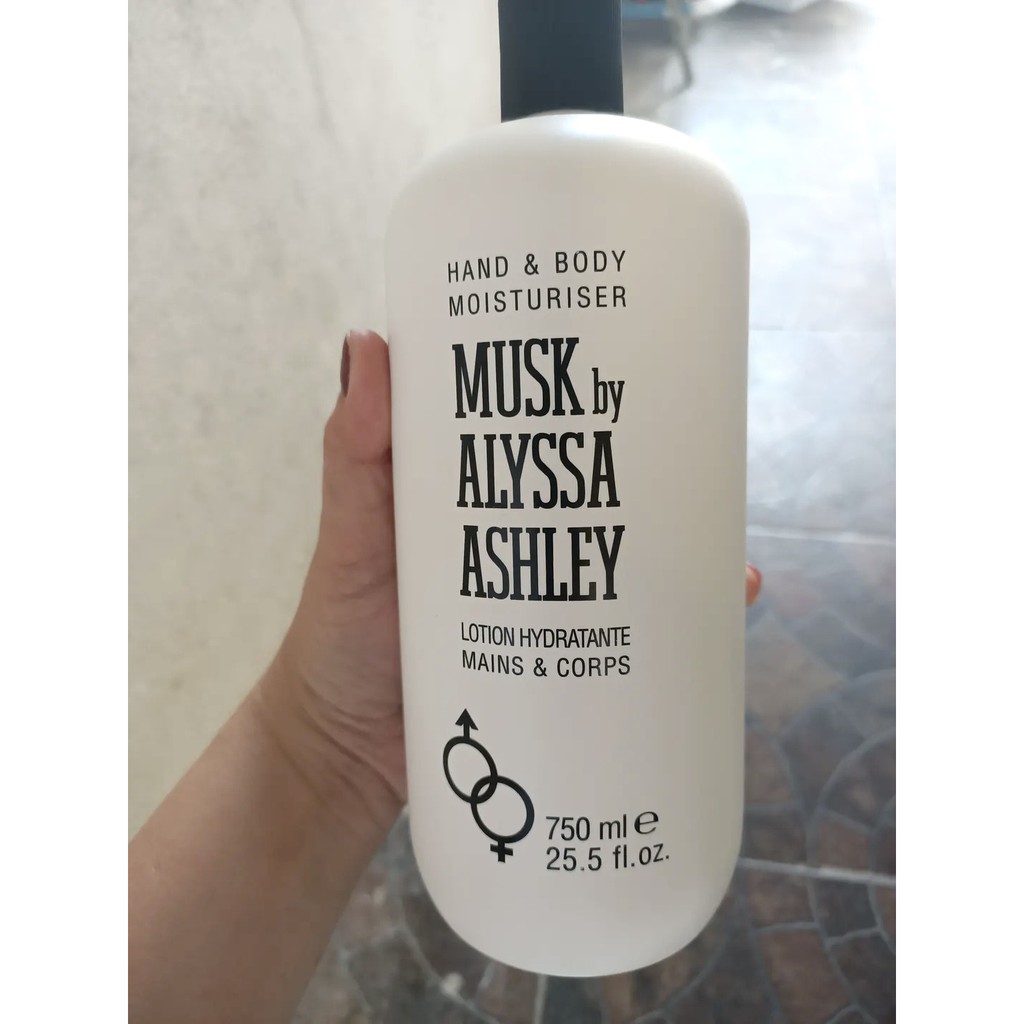 HAND & BODY
MOISTURISER
MUSK by
ALYSSA
ASHLEY
LOTION HYDRATANTE
MAINS & CORPS
750 ml ℮
25.5 fl.oz.